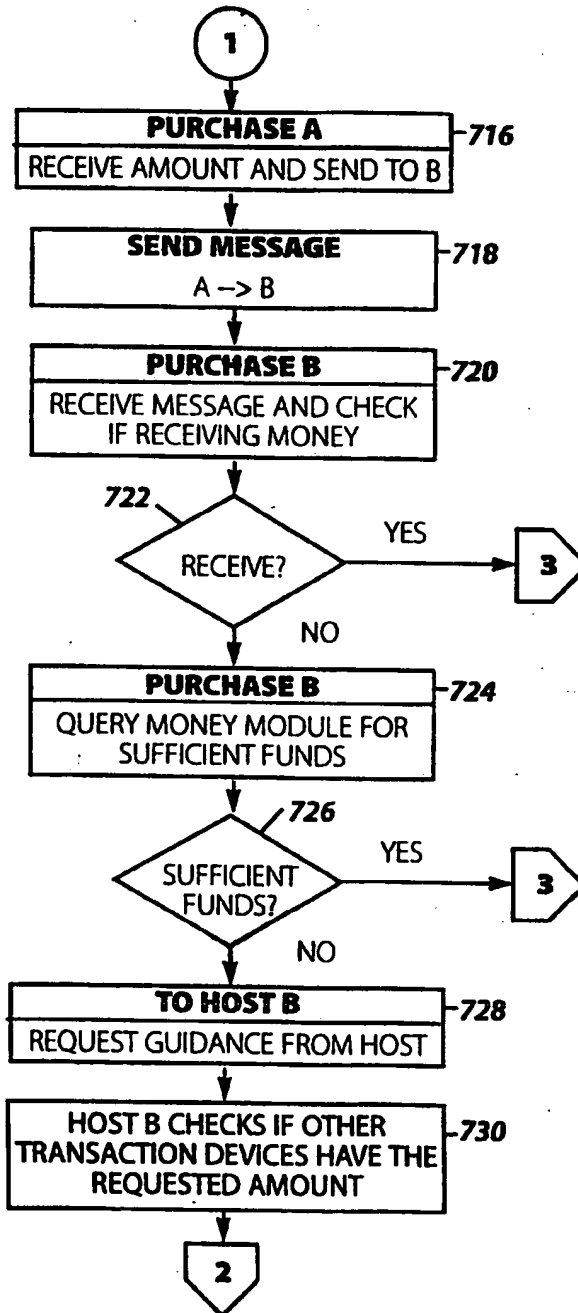 1
PURCHASE A
716
RECEIVE AMOUNT AND SEND TO B
SEND MESSAGE
718
A --> B
PURCHASE B
720
RECEIVE MESSAGE AND CHECK
IF RECEIVING MONEY
722
RECEIVE?
YES
3
NO
PURCHASE B
724
QUERY MONEY MODULE FOR
SUFFICIENT FUNDS
726
SUFFICIENT
FUNDS?
YES
3
NO
TO HOST B
728
REQUEST GUIDANCE FROM HOST
HOST B CHECKS IF OTHER
730
TRANSACTION DEVICES HAVE THE
REQUESTED AMOUNT
2